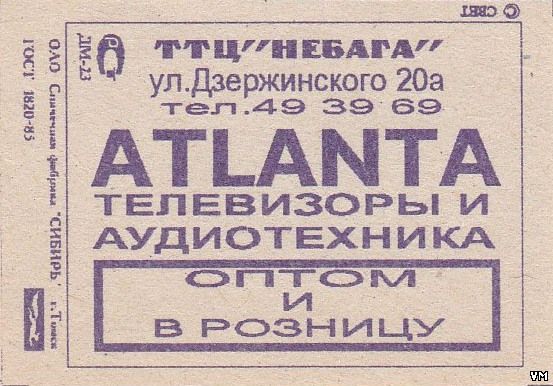 © СВЕТ
ТТЦ"НЕБАГА"
ул.Дзержинского 20а
тел.49 39 69
ATLANTA
ТЕЛЕВИЗОРЫ И
АУДИОТЕХНИКА
ОПТОМ
И
В РОЗНИЦУ
РСТ
ДМ-23
ОАО Спичечная фабрика "СИБИРЬ" г.Томск
ГОСТ 1820-85
VM